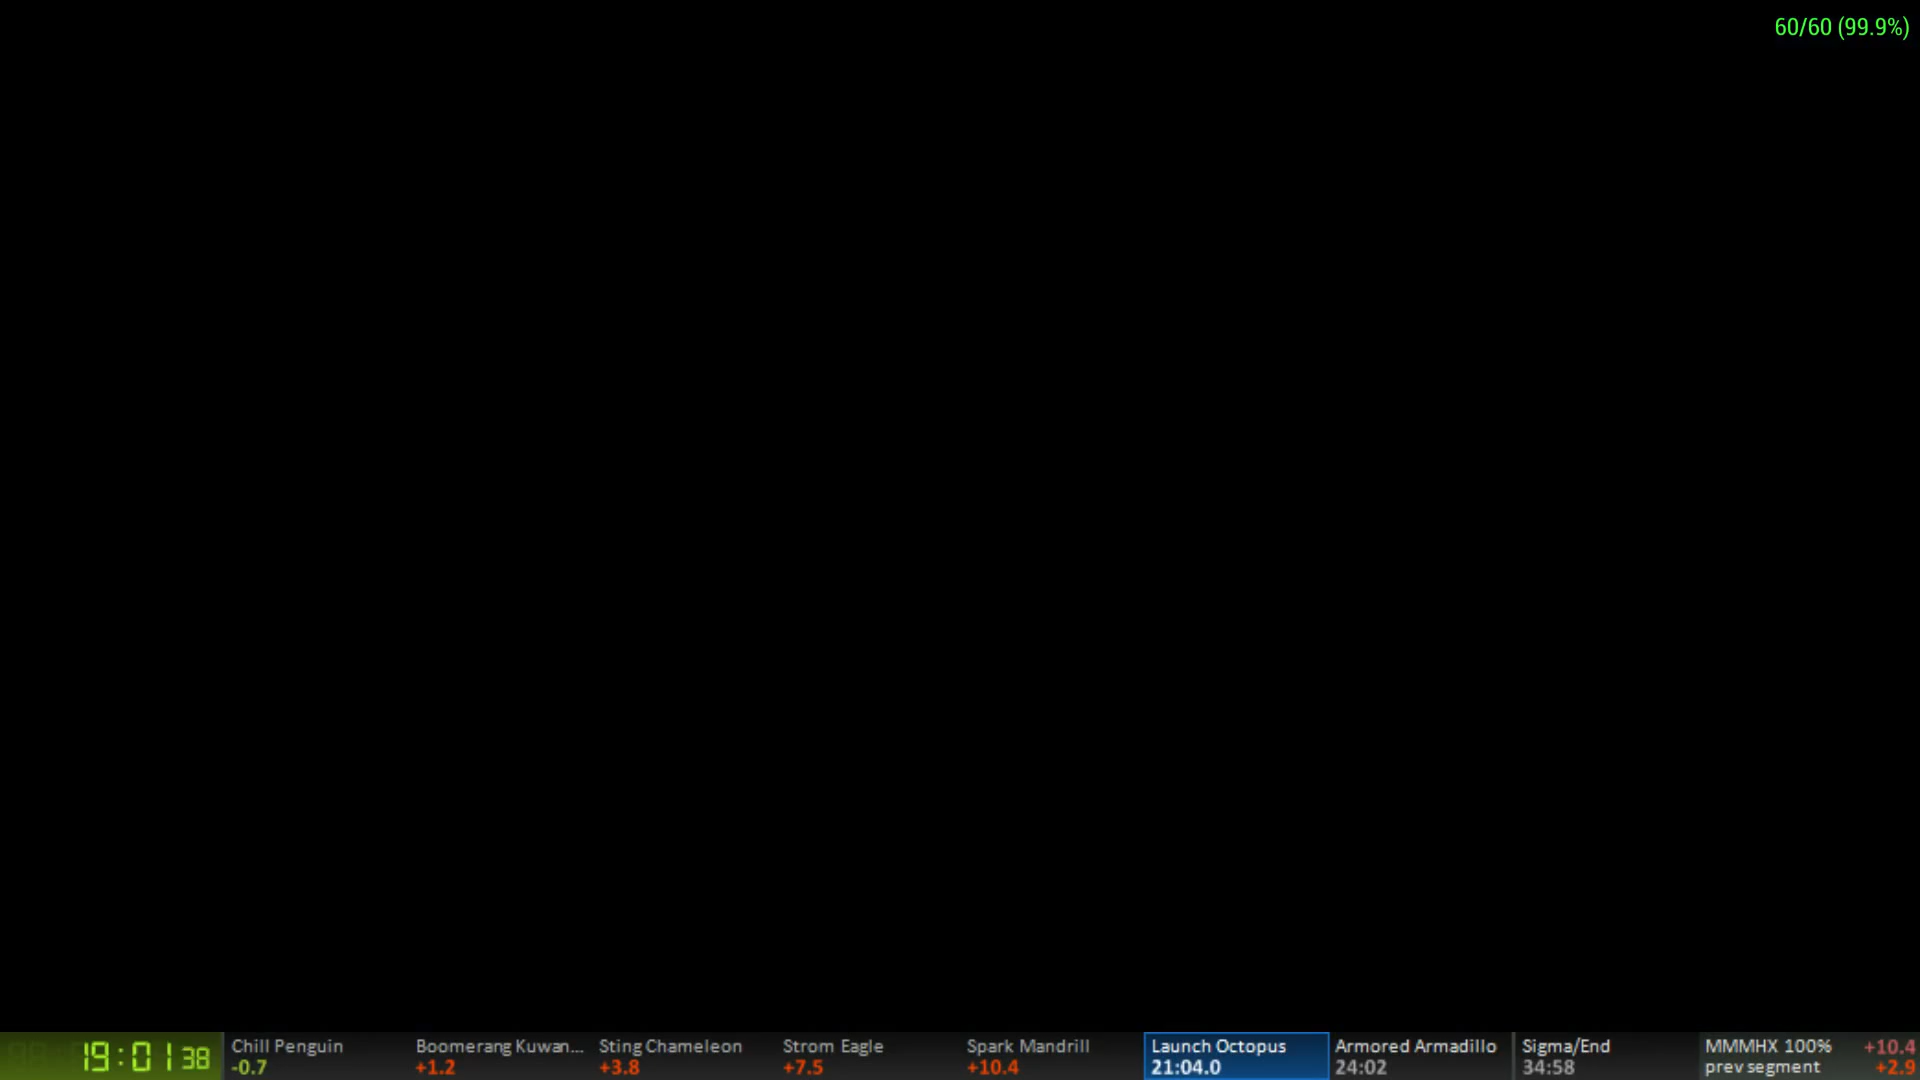 60/60 (99.9%)
19:01 38
Chill Penguin
-0.7
Boomerang Kuwan...
+1.2
Sting Chameleon
+3.8
Strom Eagle
+7.5
Spark Mandrill
+10.4
Launch Octopus
21:04.0
Armored Armadillo
24:02
Sigma/End
34:58
MMMHX 100% +10.4
prev segment +2.9